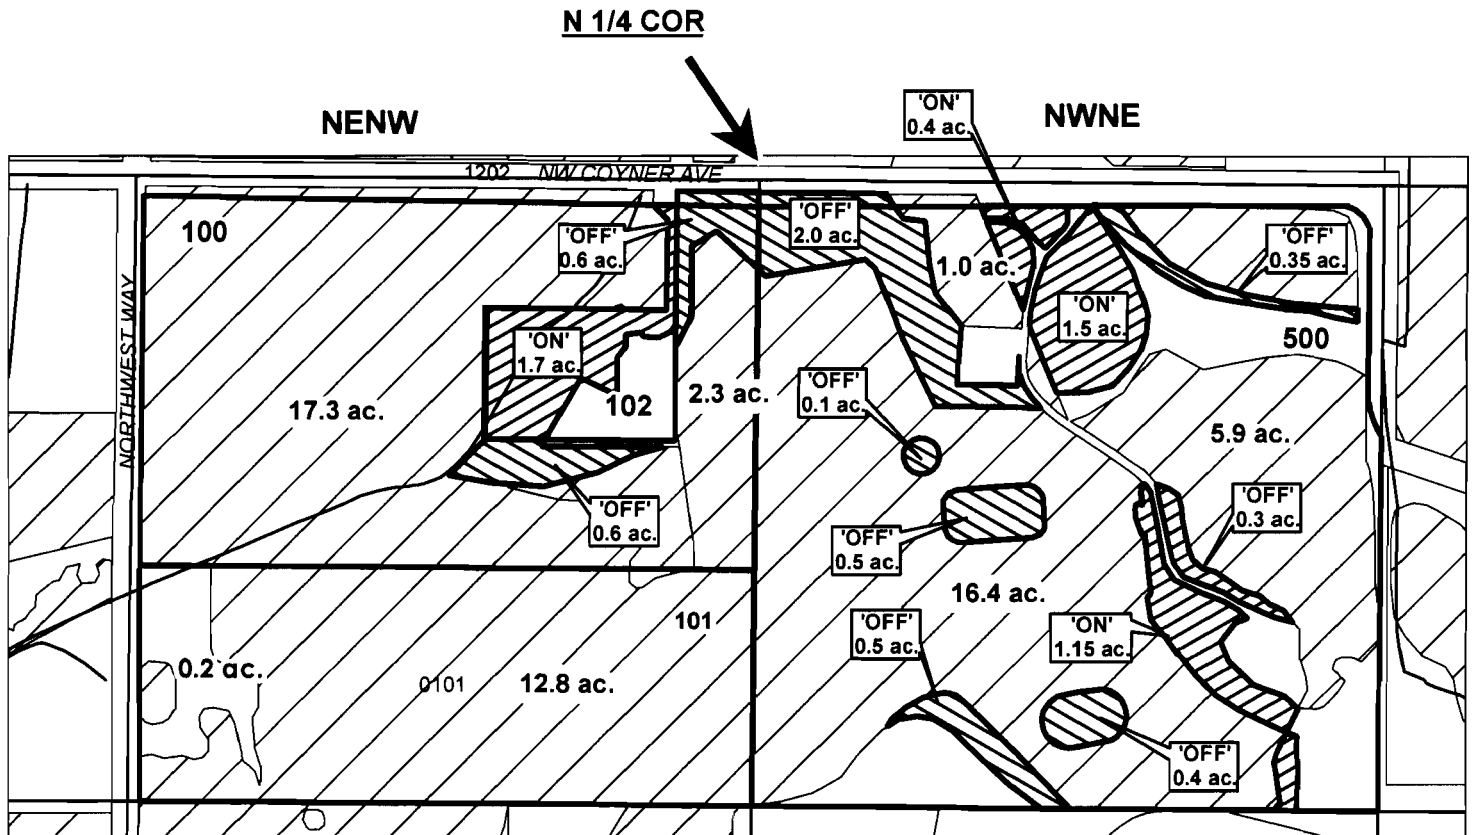 N 1/4 COR
NENW
NWNE
'ON'
0.4 ac.
1202 NW COYNER AVE
100
'OFF'
0.6 ac.
'OFF'
2.0 ac.
1.0 ac.
'OFF'
0.35 ac.
NORTHWEST WAY
'ON'
1.7 ac.
'ON'
1.5 ac.
500
17.3 ac.
102
2.3 ac.
'OFF'
0.1 ac.
5.9 ac.
'OFF'
0.6 ac.
'OFF'
0.5 ac.
'OFF'
0.3 ac.
16.4 ac.
101
'OFF'
0.5 ac.
'ON'
1.15 ac.
0.2 ac.
0101
12.8 ac.
'OFF'
0.4 ac.